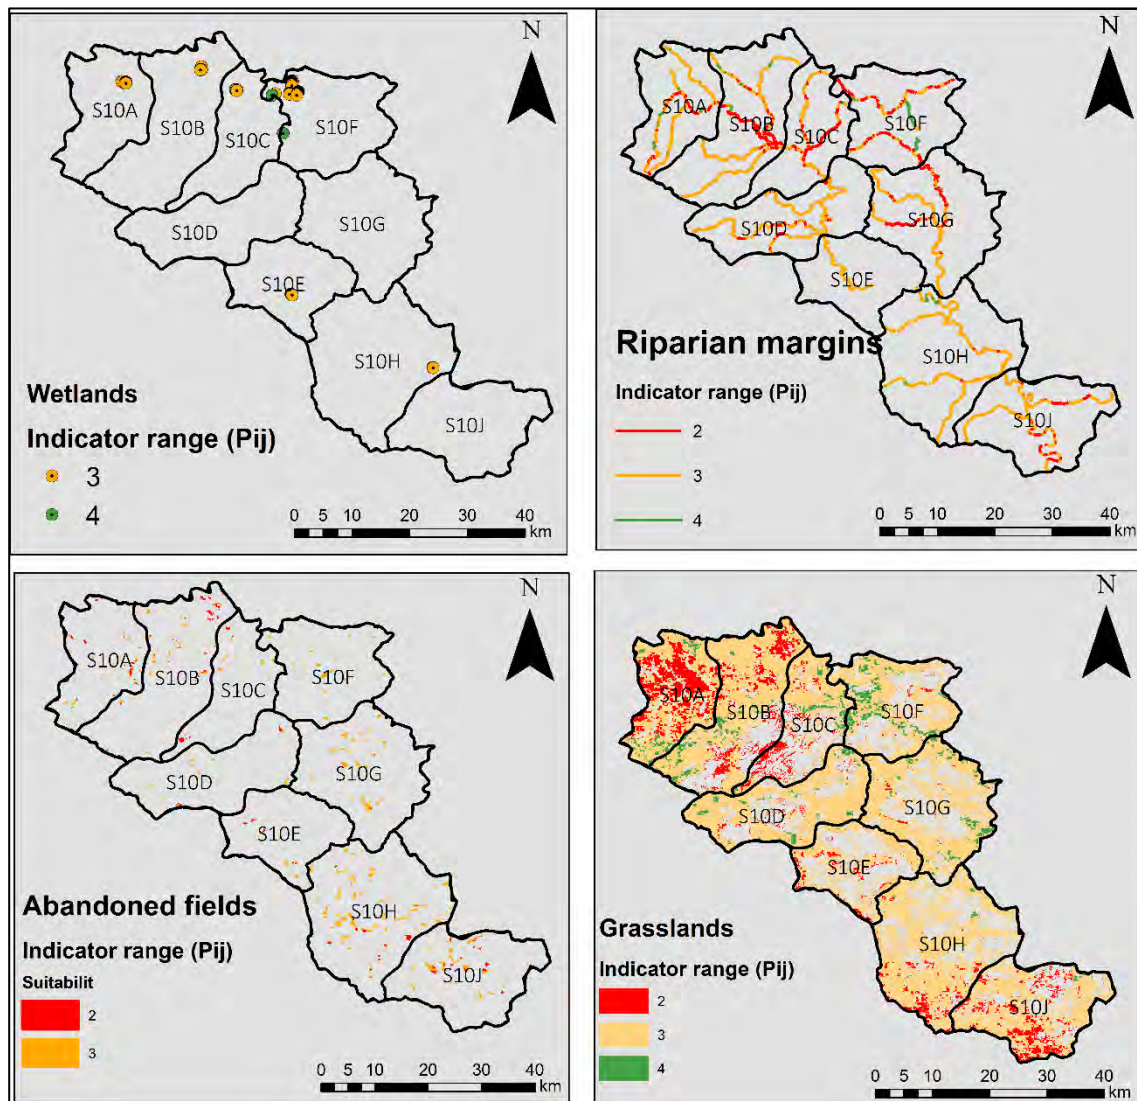 N
S10A
S10B
S10C
S10F
S10D
S10G
S10E
S10H
S10J
Wetlands
Indicator range (Pij)
3
4
0 5 10 20 30 40
km
N
S10A
S10B
S10C
S10F
S10D
S10G
S10E
S10H
S10J
Riparian margins
Indicator range (Pij)
2
3
4
0 5 10 20 30 40
km
N
S10A
S10B
S10C
S10F
S10D
S10G
S10E
S10H
S10J
Abandoned fields
Indicator range (Pij)
Suitabilit
2
3
0 5 10 20 30 40
km
N
S10A
S10B
S10C
S10F
S10D
S10G
S10E
S10H
S10J
Grasslands
Indicator range (Pij)
2
3
4
0 5 10 20 30 40
km